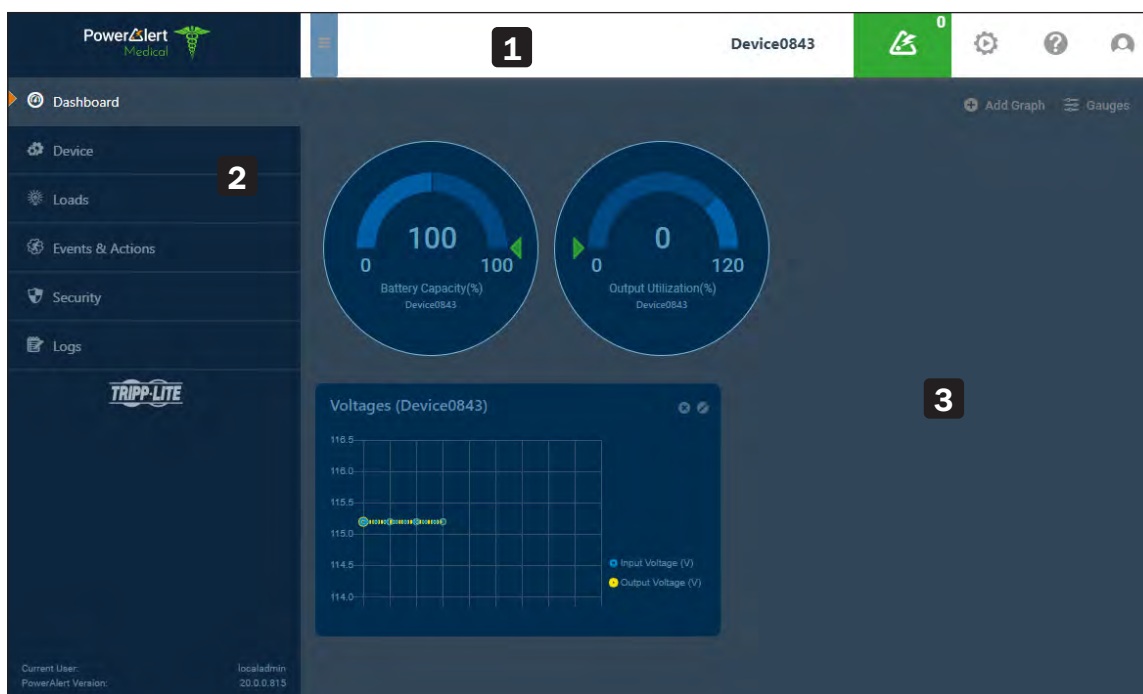 PowerAlert
Medical
1
Device0843
0
Dashboard
Add Graph Gauges
Device
2
Loads
Events & Actions
Security
Logs
TRIPP·LITE
100
0 100
Battery Capacity(%)
Device0843
0
0 120
Output Utilization(%)
Device0843
3
Voltages (Device0843)
116.5
116.0
115.5
115.0
114.5
114.0
Input Voltage (V)
Output Voltage (V)
Current User: localadmin
PowerAlert Version: 20.0.0.815